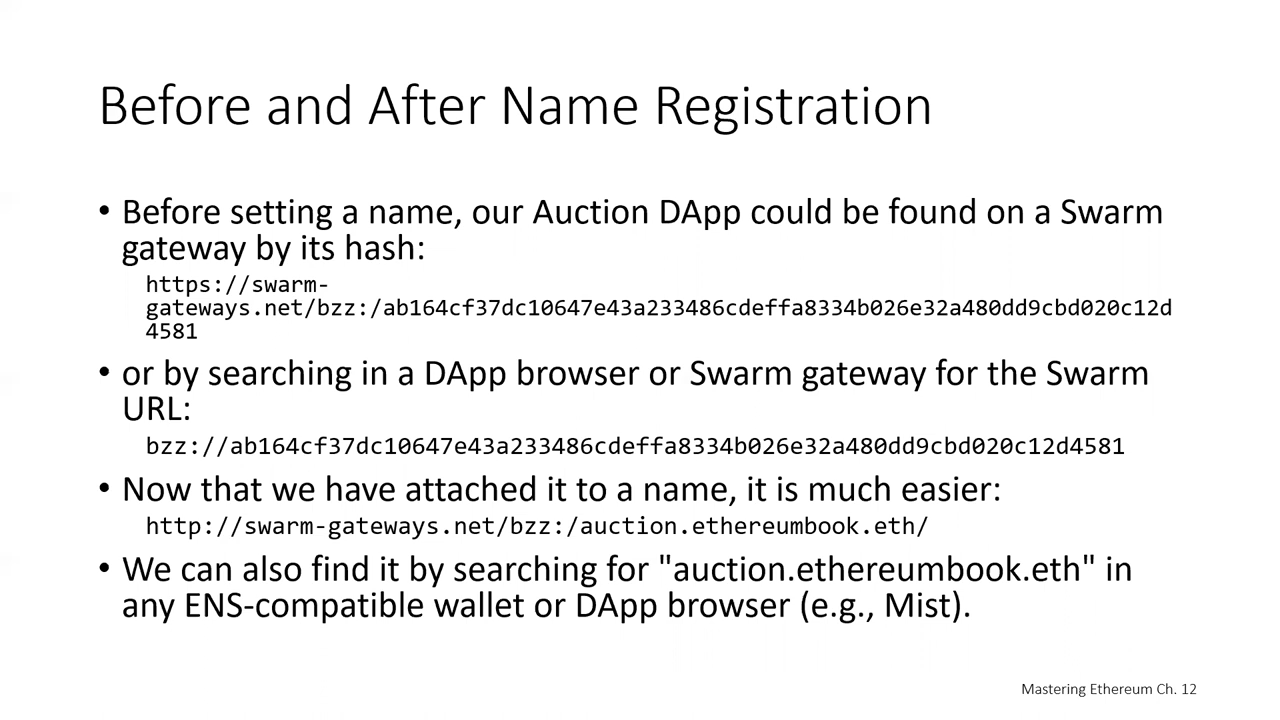 Before and After Name Registration
• Before setting a name, our Auction DApp could be found on a Swarm
gateway by its hash:
https://swarm-
gateways.net/bzz:/ab164cf37dc10647e43a233486cdeffa8334b026e32a480dd9cbd020c12d
4581
• or by searching in a DApp browser or Swarm gateway for the Swarm
URL:
bzz://ab164cf37dc10647e43a233486cdeffa8334b026e32a480dd9cbd020c12d4581
• Now that we have attached it to a name, it is much easier:
http://swarm-gateways.net/bzz:/auction.ethereumbook.eth/
• We can also find it by searching for "auction.ethereumbook.eth" in
any ENS-compatible wallet or DApp browser (e.g., Mist).
Mastering Ethereum Ch. 12